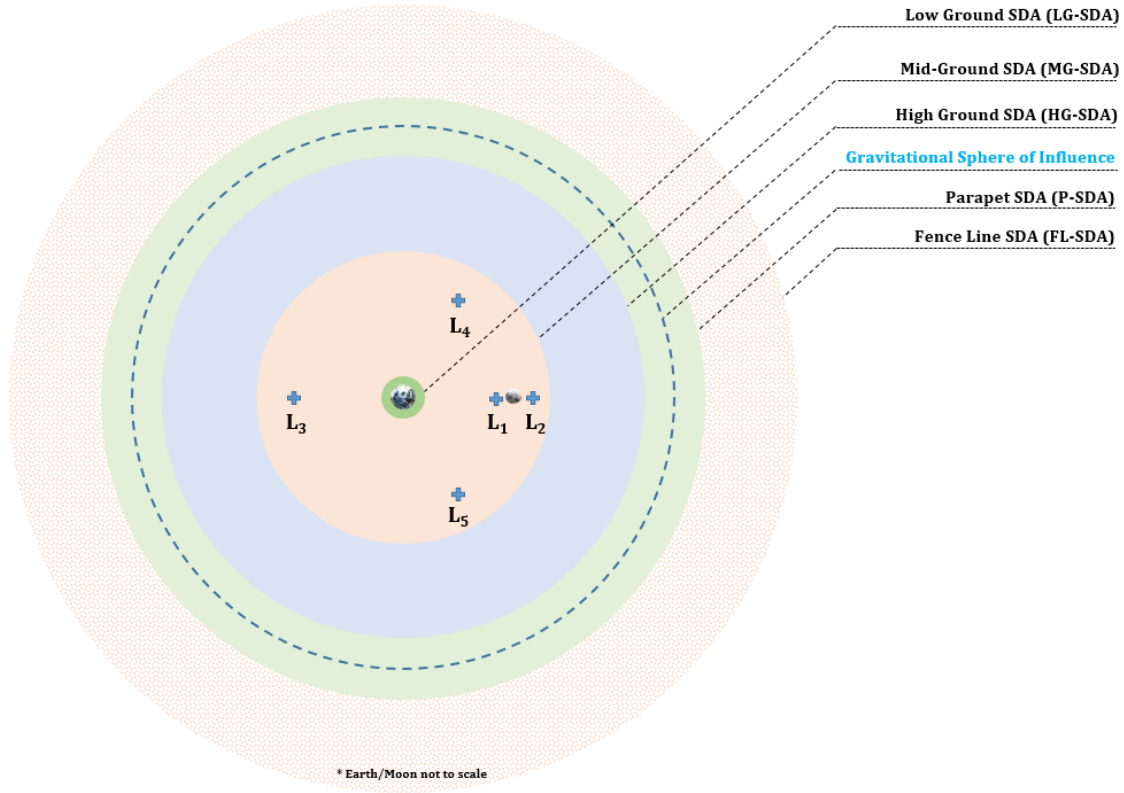 Low Ground SDA (LG-SDA)
Mid-Ground SDA (MG-SDA)
High Ground SDA (HG-SDA)
Gravitational Sphere of Influence
Parapet SDA (P-SDA)
Fence Line SDA (FL-SDA)
L4
L3
L1
L2
L5
* Earth/Moon not to scale